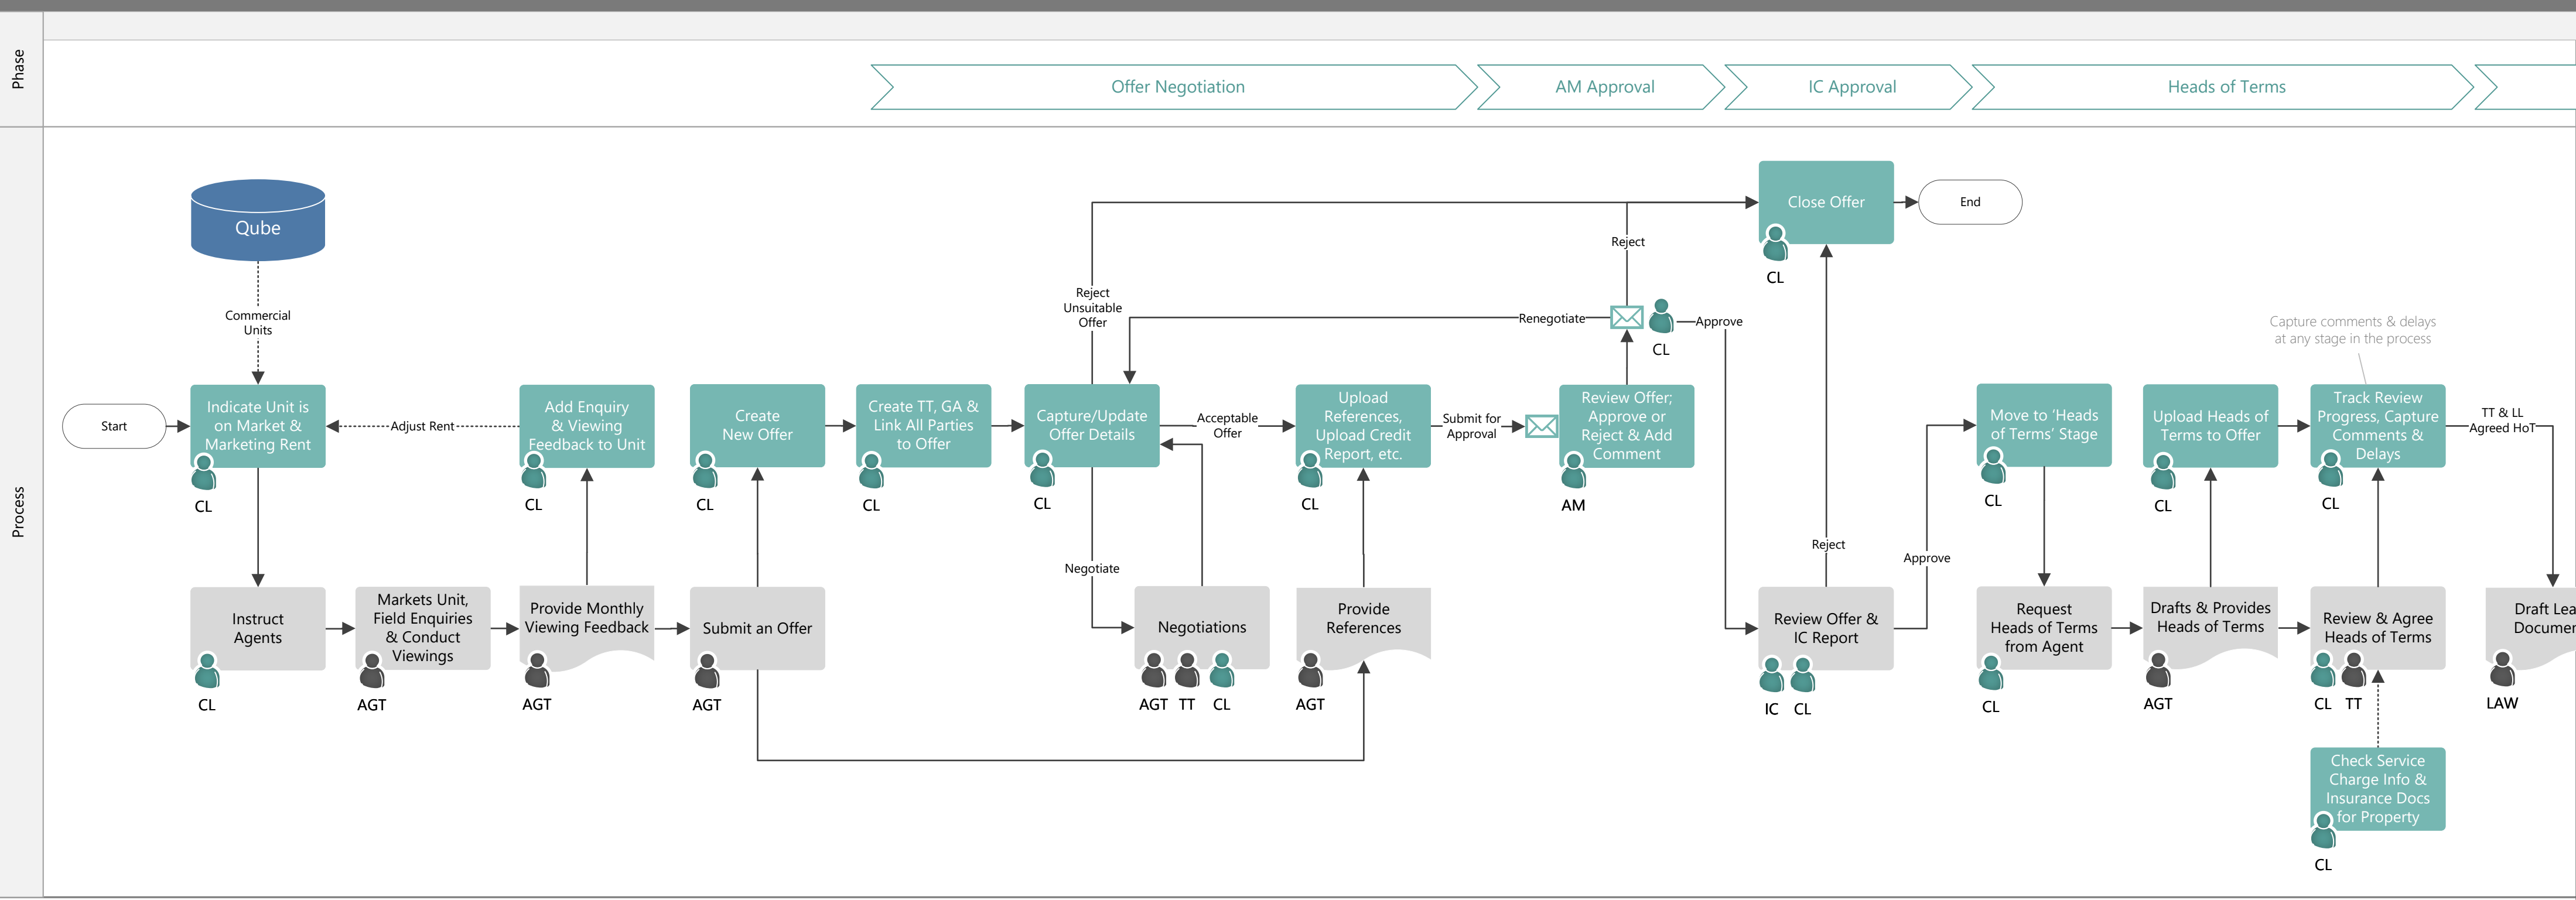 Phase
Offer Negotiation
AM Approval
IC Approval
Heads of Terms
Process
Qube
Commercial
Units
Start
Indicate Unit is
on Market &
Marketing Rent
CL
Adjust Rent
Add Enquiry
& Viewing
Feedback to Unit
CL
Create
New Offer
CL
Create TT, GA &
Link All Parties
to Offer
CL
Capture/Update
Offer Details
CL
Reject
Unsuitable
Offer
Acceptable
Offer
Negotiate
Upload
References,
Upload Credit
Report, etc.
CL
Submit for
Approval
Review Offer;
Approve or
Reject & Add
Comment
AM
Renegotiate
Reject
CL
Approve
Close Offer
CL
End
Reject
Approve
Move to ‘Heads
of Terms’ Stage
CL
Upload Heads of
Terms to Offer
CL
Capture comments & delays
at any stage in the process
Track Review
Progress, Capture
Comments &
Delays
CL
TT & LL
Agreed HoT
Instruct
Agents
CL
Markets Unit,
Field Enquiries
& Conduct
Viewings
AGT
Provide Monthly
Viewing Feedback
AGT
Submit an Offer
AGT
Negotiations
AGT TT CL
Provide
References
AGT
Review Offer &
IC Report
IC CL
Request
Heads of Terms
from Agent
CL
Drafts & Provides
Heads of Terms
AGT
Review & Agree
Heads of Terms
CL TT
Draft Lea
Documen
LAW
Check Service
Charge Info &
Insurance Docs
for Property
CL